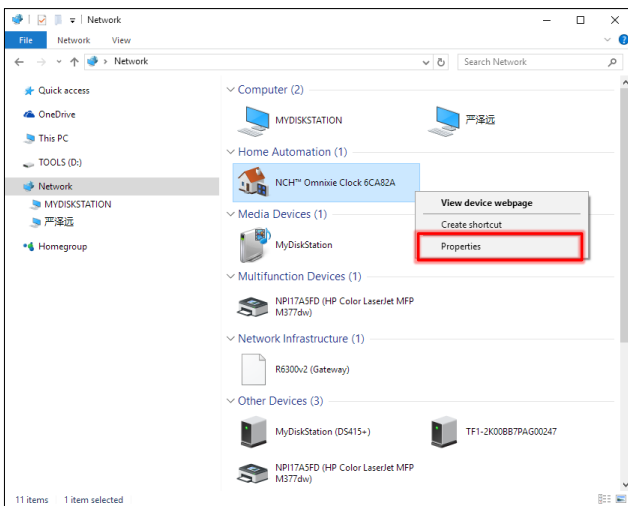 Network
File Network View
Network
Search Network
Quick access
OneDrive
This PC
TOOLS (D:)
Network
MYDISKSTATION
严泽远
Homegroup
Computer (2)
MYDISKSTATION
严泽远
Home Automation (1)
NCH™ Omnixie Clock 6CA82A
View device webpage
Create shortcut
Properties
Media Devices (1)
MyDiskStation
Multifunction Devices (1)
NPI17A5FD (HP Color LaserJet MFP
M377dw)
Network Infrastructure (1)
R6300v2 (Gateway)
Other Devices (3)
MyDiskStation (DS415+)
TF1-2K00BB7PAG00247
NPI17A5FD (HP Color LaserJet MFP
M377dw)
11 items 1 item selected